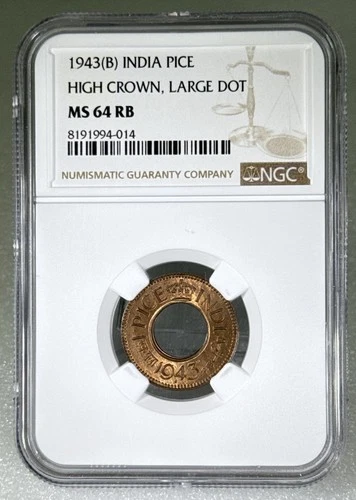 1943(B) INDIA PICE
HIGH CROWN, LARGE DOT
MS 64 RB
8191994-014
NUMISMATIC GUARANTY COMPANY NGC®
1 PICE INDIA
1943